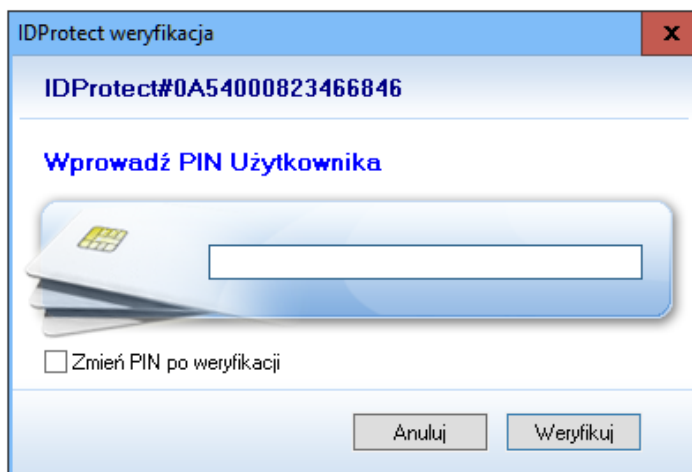 IDProtect weryfikacja
x
IDProtect#0A54000823466846
Wprowadź PIN Użytkownika
Zmień PIN po weryfikacji
Anuluj Weryfikuj